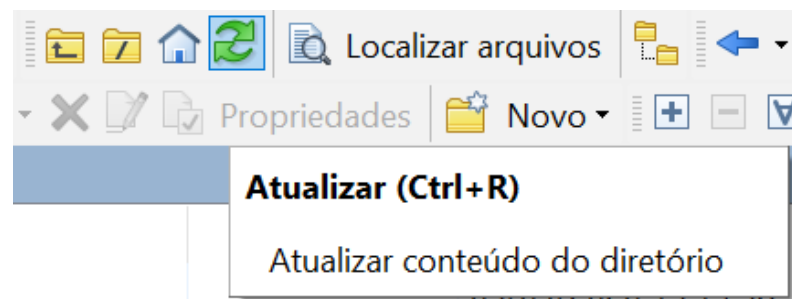 Localizar arquivos
Propriedades Novo
Atualizar (Ctrl+R)
Atualizar conteúdo do diretório